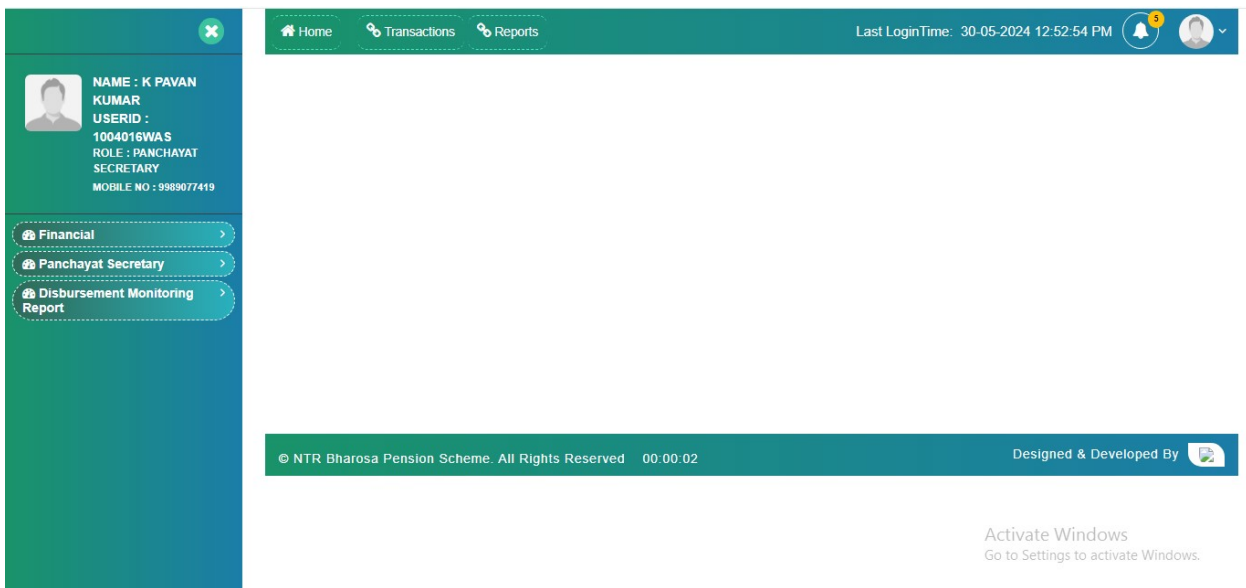 Home
Transactions
Reports
Last LoginTime: 30-05-2024 12:52:54 PM
5
NAME : K PAVAN
KUMAR
USERID :
1004016WAS
ROLE : PANCHAYAT
SECRETARY
MOBILE NO : 9989077419
Financial
Panchayat Secretary
Disbursement Monitoring
Report
© NTR Bharosa Pension Scheme. All Rights Reserved 00:00:02
Designed & Developed By
Activate Windows
Go to Settings to activate Windows.